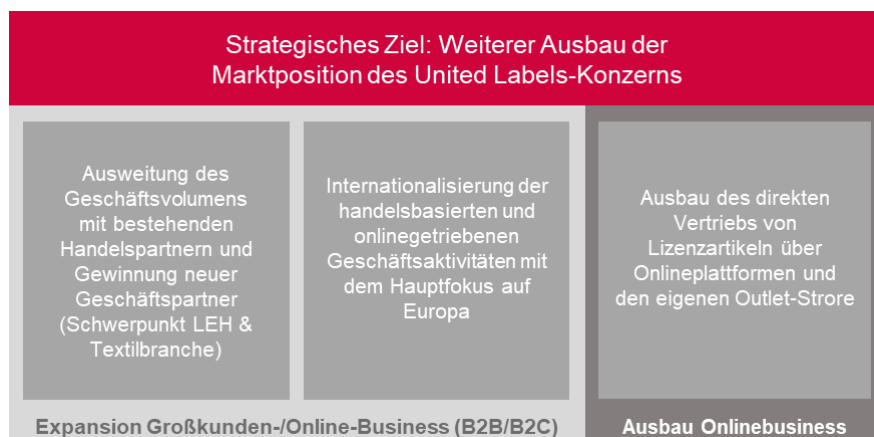 Strategisches Ziel: Weiterer Ausbau der
Marktposition des United Labels-Konzerns
Ausweitung des
Geschäftsvolumens
mit bestehenden
Handelspartnern und
Gewinnung neuer
Geschäftspartner
(Schwerpunkt LEH &
Textilbranche)
Internationalisierung der
handelsbasierten und
onlinegetriebenen
Geschäftsaktivitäten mit
dem Hauptfokus auf
Europa
Ausbau des direkten
Vertriebs von
Lizenzartikeln über
Onlineplattformen und
den eigenen Outlet-Strore
Expansion Großkunden-/Online-Business (B2B/B2C)
Ausbau Onlinebusiness